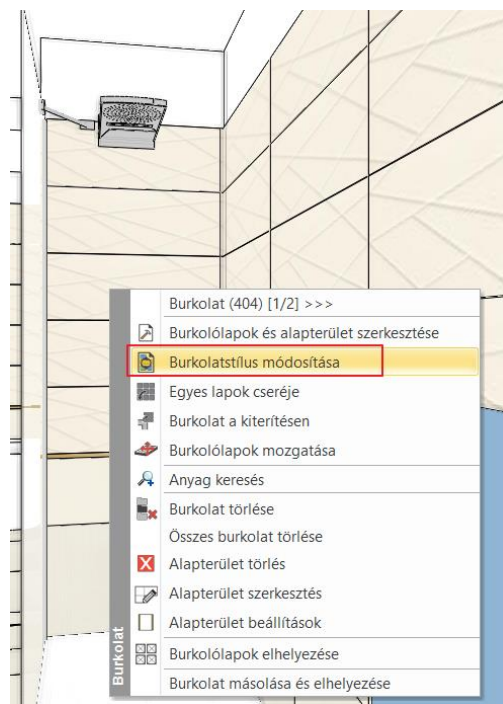 Burkolat (404) [1/2] >>>
Burkolólapok és alapterület szerkesztése
Burkolatstílus módosítása
Egyes lapok cseréje
Burkolat a kiterítésen
Burkolólapok mozgatása
Anyag keresés
Burkolat törlése
Összes burkolat törlése
Alapterület törlés
Alapterület szerkesztés
Alapterület beállítások
Burkolólapok elhelyezése
Burkolat másolása és elhelyezése
Burkolat